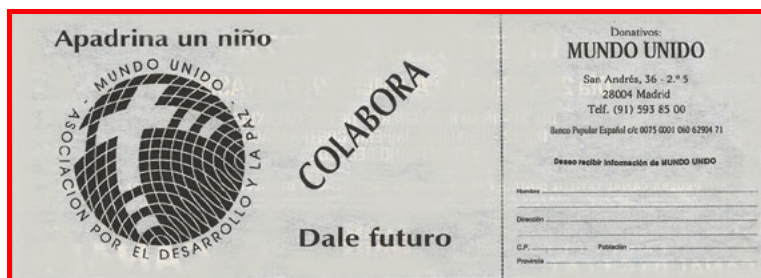 Apadrina un niño
- MUNDO UNIDO -
ASOCIACION POR EL DESARROLLO Y LA PAZ
COLABORA
Dale futuro
Donativos:
MUNDO UNIDO
San Andrés, 36 - 2.º 5
28004 Madrid
Telf. (91) 593 85 00
Banco Popular Español c/c 0075 0001 060 62904 71
Deseo recibir información de MUNDO UNIDO
Nombre
Dirección
C.P. Población
Provincia